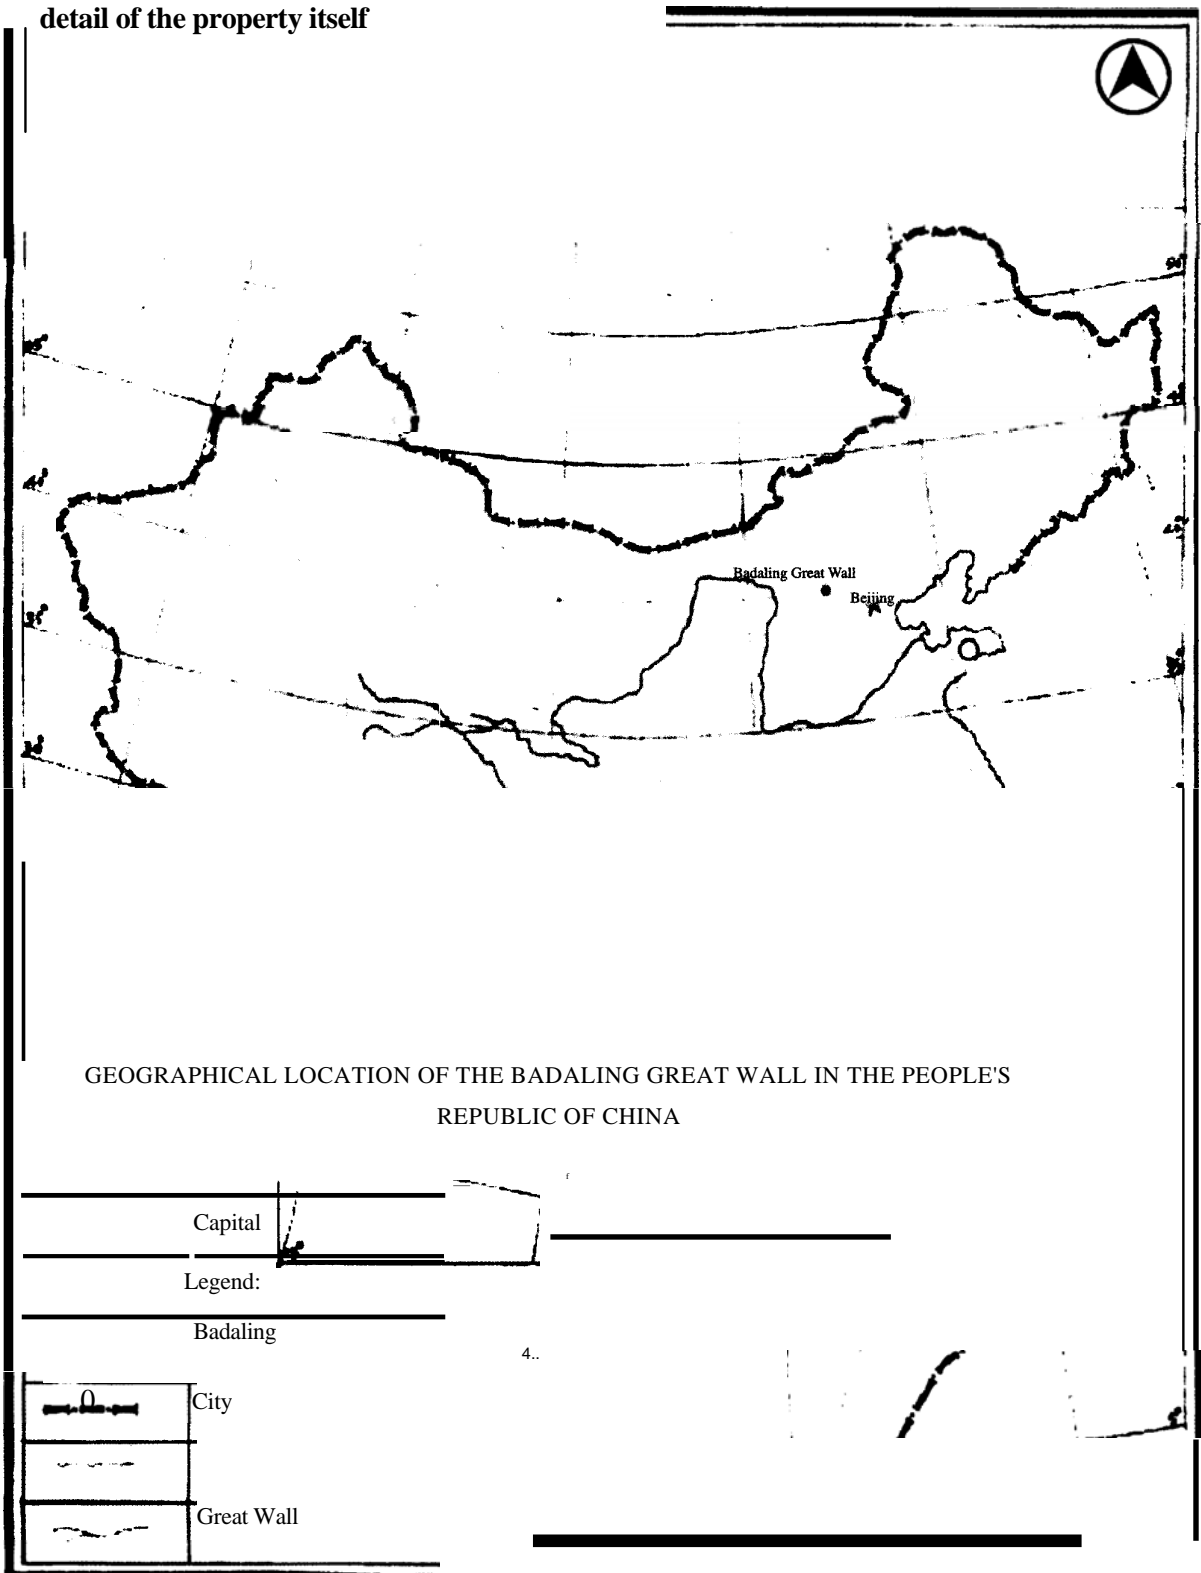 detail of the property itself
Badaling Great Wall
Beijing
GEOGRAPHICAL LOCATION OF THE BADALING GREAT WALL IN THE PEOPLE'S
REPUBLIC OF CHINA
Capital
Legend:
Badaling
4..
0
City
Great Wall